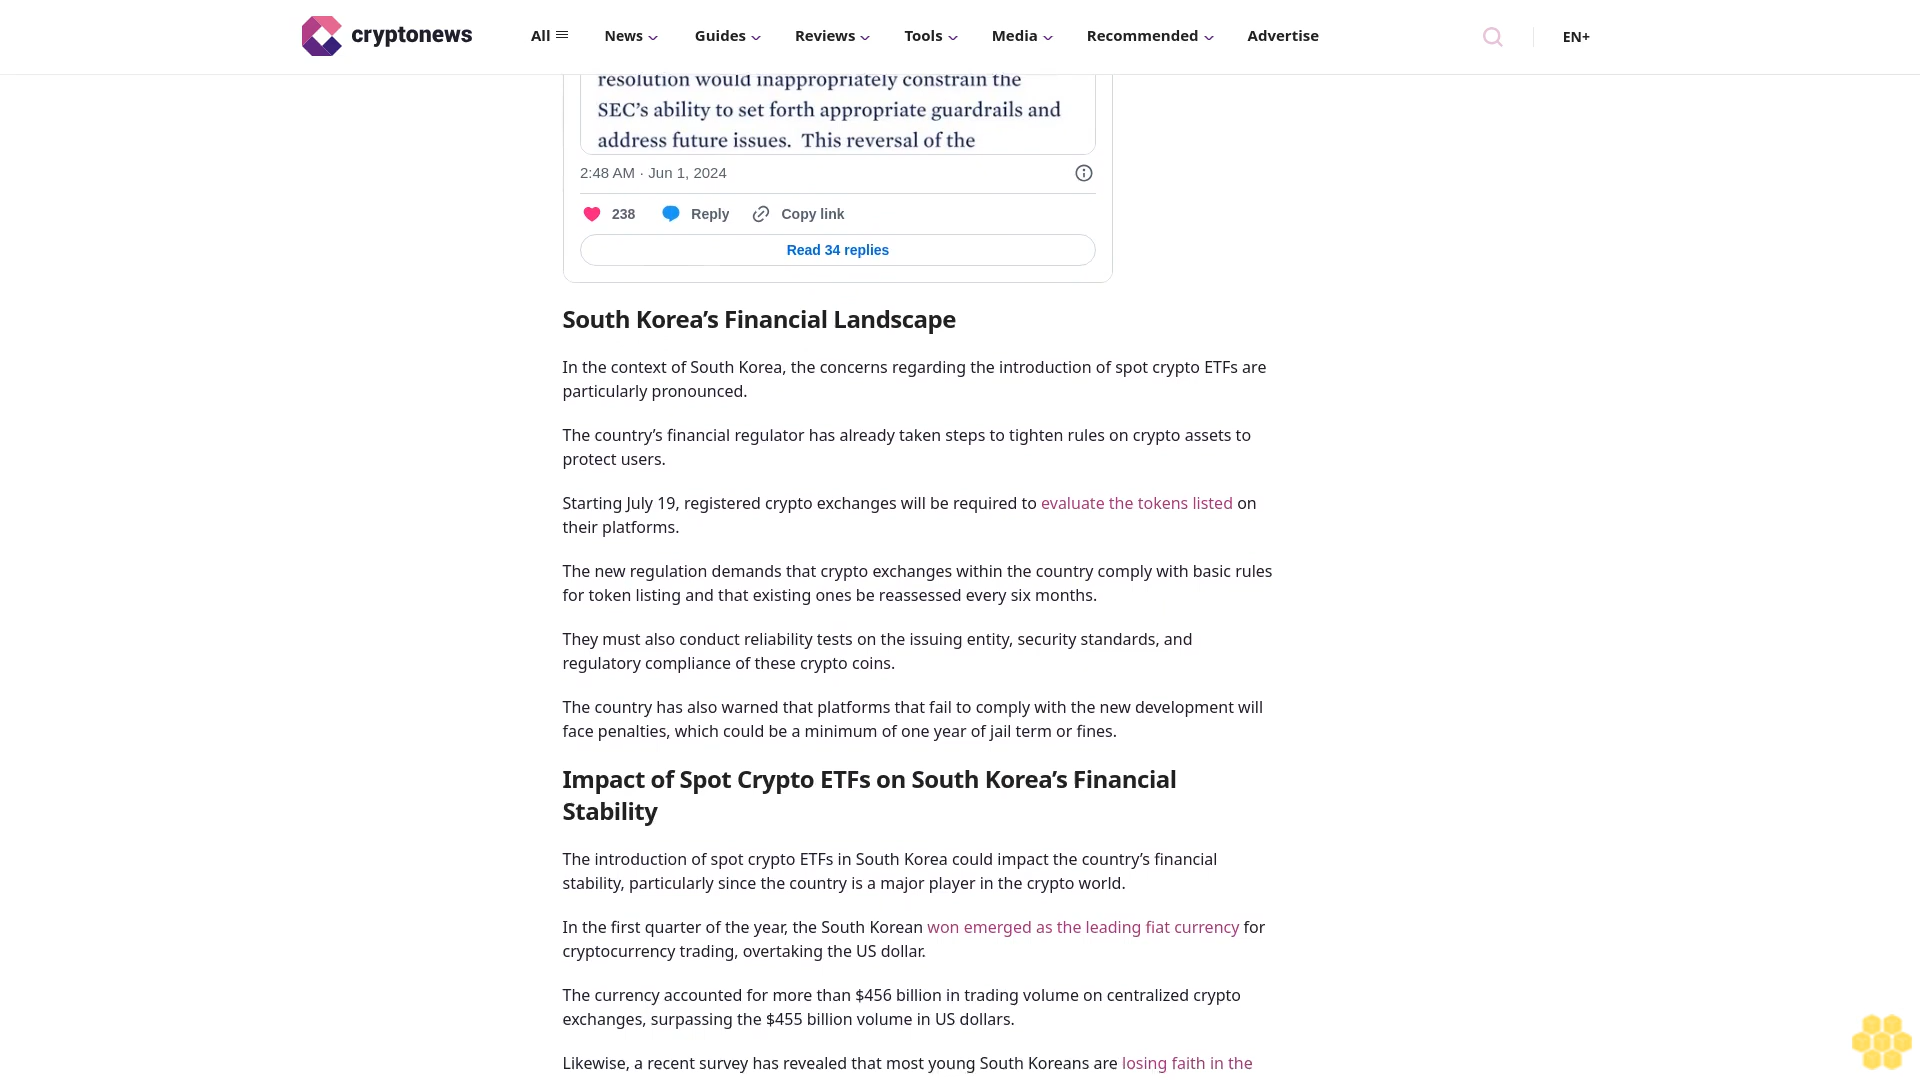 cryptonews
All
News
Guides
Reviews
Tools
Media
Recommended
Advertise
EN+
resolution would inappropriately constrain the
SEC’s ability to set forth appropriate guardrails and
address future issues.  This reversal of the
2:48 AM · Jun 1, 2024
238
Reply
Copy link
Read 34 replies
South Korea’s Financial Landscape
In the context of South Korea, the concerns regarding the introduction of spot crypto ETFs are
particularly pronounced.
The country’s financial regulator has already taken steps to tighten rules on crypto assets to
protect users.
Starting July 19, registered crypto exchanges will be required to evaluate the tokens listed on
their platforms.
The new regulation demands that crypto exchanges within the country comply with basic rules
for token listing and that existing ones be reassessed every six months.
They must also conduct reliability tests on the issuing entity, security standards, and
regulatory compliance of these crypto coins.
The country has also warned that platforms that fail to comply with the new development will
face penalties, which could be a minimum of one year of jail term or fines.
Impact of Spot Crypto ETFs on South Korea’s Financial
Stability
The introduction of spot crypto ETFs in South Korea could impact the country’s financial
stability, particularly since the country is a major player in the crypto world.
In the first quarter of the year, the South Korean won emerged as the leading fiat currency for
cryptocurrency trading, overtaking the US dollar.
The currency accounted for more than $456 billion in trading volume on centralized crypto
exchanges, surpassing the $455 billion volume in US dollars.
Likewise, a recent survey has revealed that most young South Koreans are losing faith in the